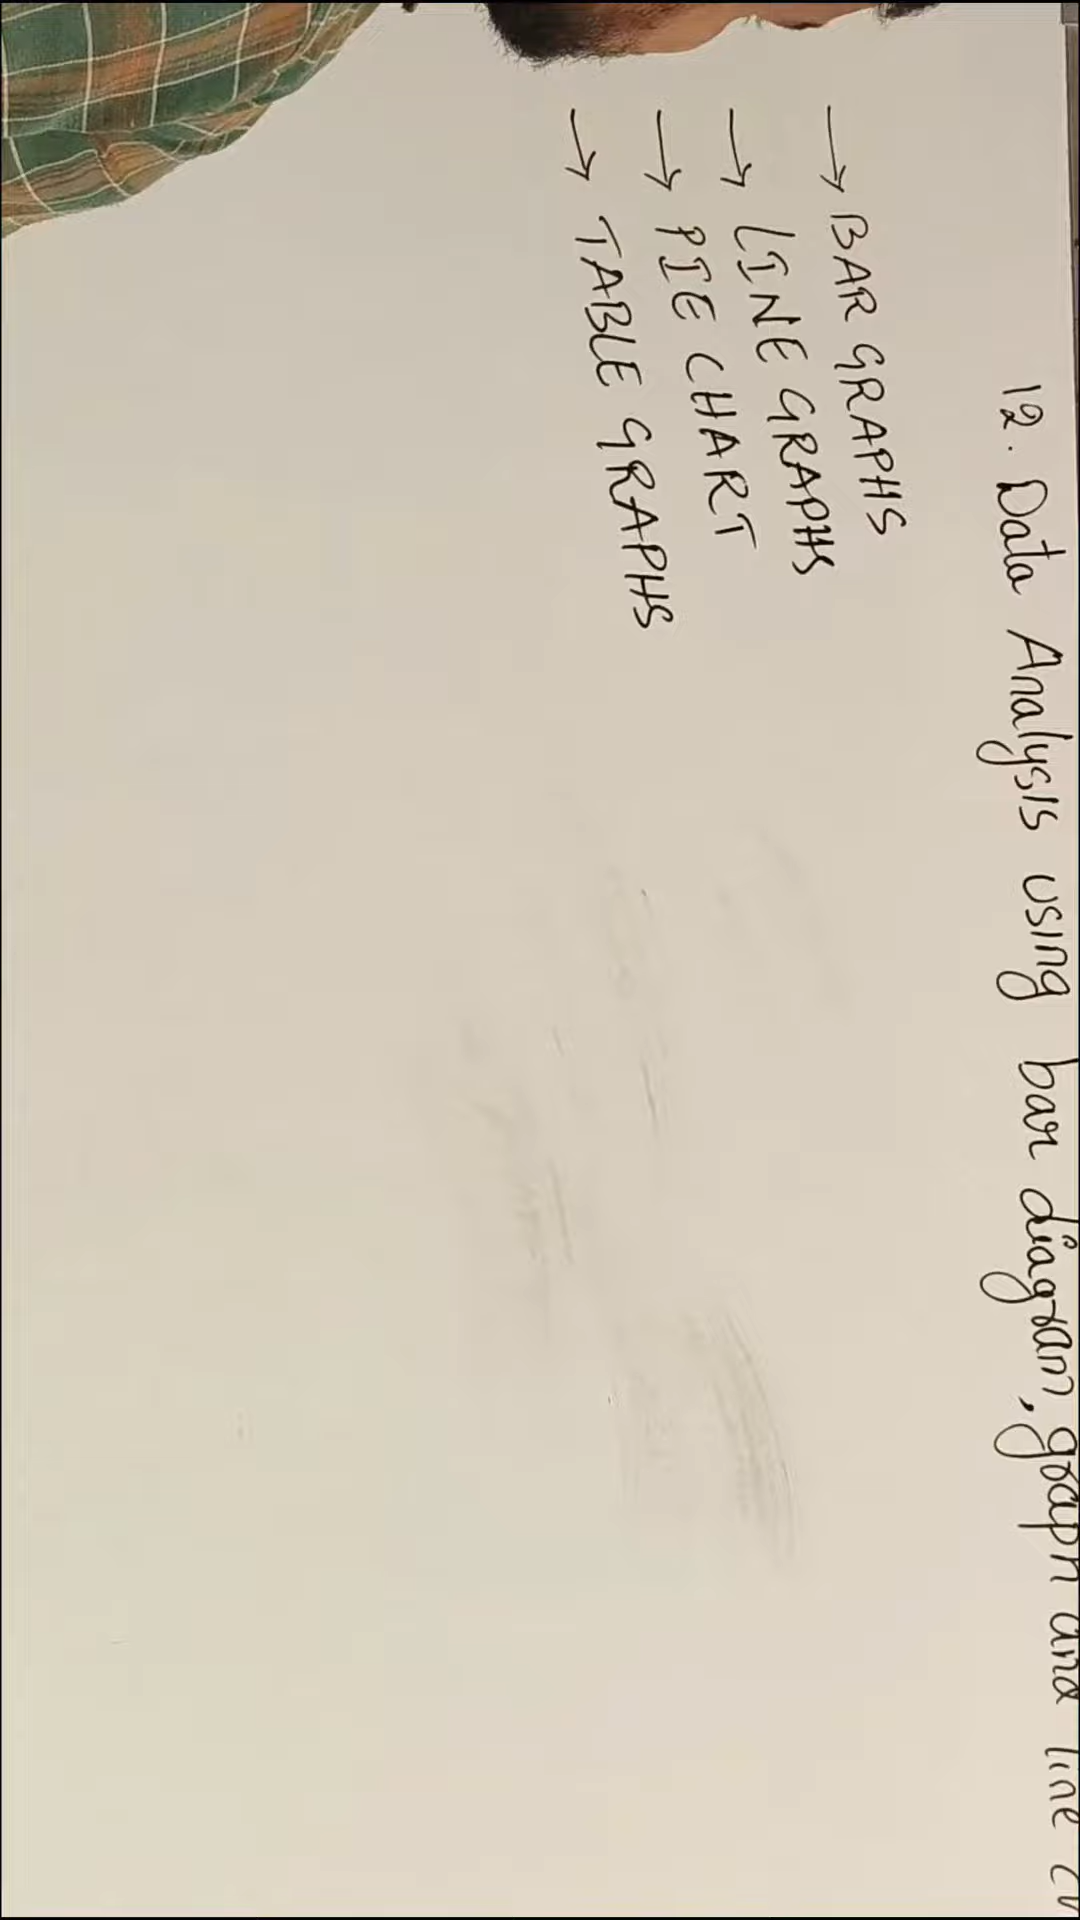 12. Data Analysis using bar diagram, graph and line
→ BAR GRAPHS
→ LINE GRAPHS
→ PIE CHART
→ TABLE GRAPHS